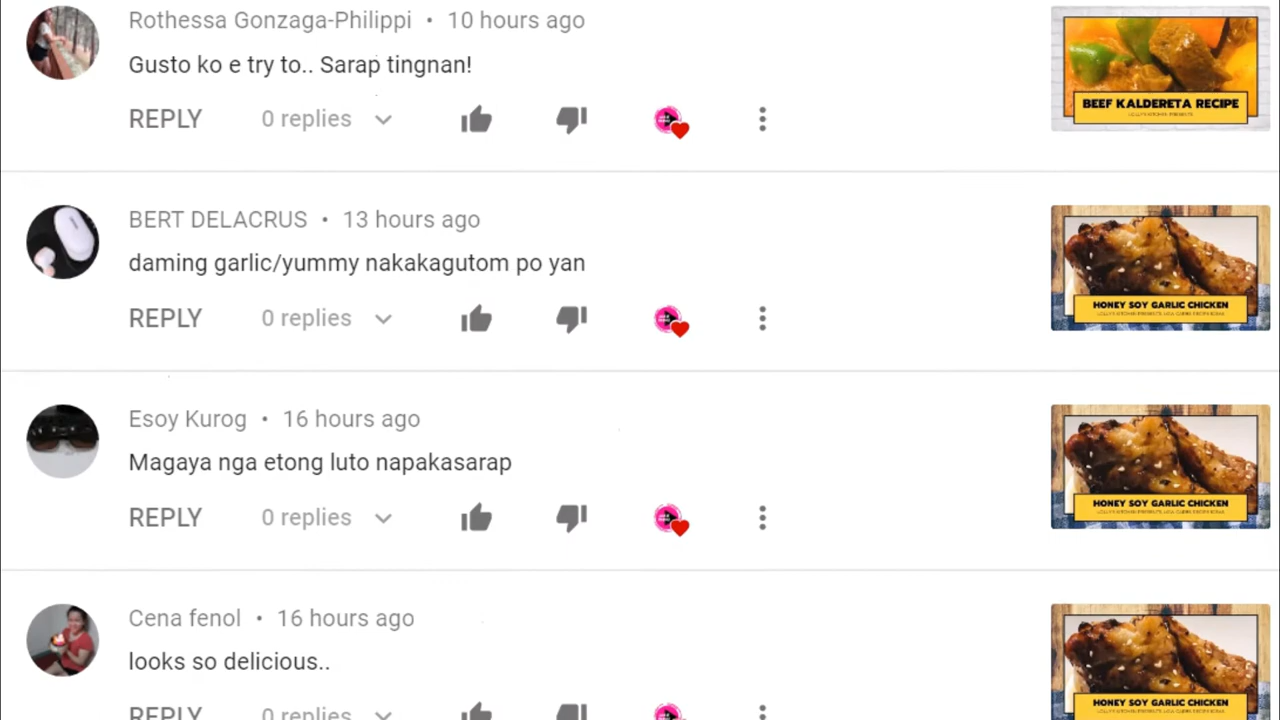 Rothessa Gonzaga-Philippi • 10 hours ago
Gusto ko e try to.. Sarap tingnan!
REPLY 0 replies
BEEF KALDERETA RECIPE
BERT DELACRUS • 13 hours ago
daming garlic/yummy nakakagutom po yan
REPLY 0 replies
HONEY SOY GARLIC CHICKEN
Esoy Kurog • 16 hours ago
Magaya nga etong luto napakasarap
REPLY 0 replies
HONEY SOY GARLIC CHICKEN
Cena fenol • 16 hours ago
looks so delicious..
REPLY 0 replies
HONEY SOY GARLIC CHICKEN